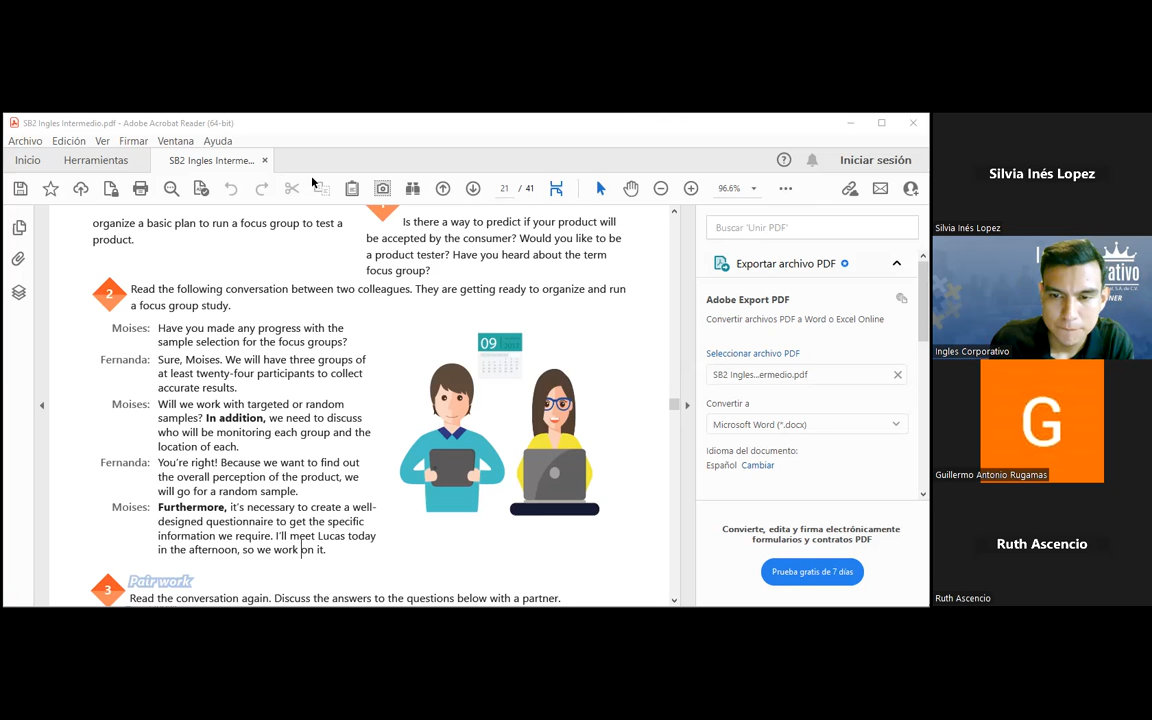 SB2 Ingles Intermedio.pdf - Adobe Acrobat Reader (64-bit)
Archivo Edición Ver Firmar Ventana Ayuda
Inicio Herramientas SB2 Ingles Interme... × Iniciar sesión
21 / 41 96.6%
organize a basic plan to run a focus group to test a
product.
Is there a way to predict if your product will
be accepted by the consumer? Would you like to be
a product tester? Have you heard about the term
focus group?
2 Read the following conversation between two colleagues. They are getting ready to organize and run
a focus group study.
Moises: Have you made any progress with the
sample selection for the focus groups?
Fernanda: Sure, Moises. We will have three groups of
at least twenty-four participants to collect
accurate results.
Moises: Will we work with targeted or random
samples? In addition, we need to discuss
who will be monitoring each group and the
location of each.
Fernanda: You're right! Because we want to find out
the overall perception of the product, we
will go for a random sample.
Moises: Furthermore, it's necessary to create a well-
designed questionnaire to get the specific
information we require. I'll meet Lucas today
in the afternoon, so we work on it.
09
3 Pair work
Read the conversation again. Discuss the answers to the questions below with a partner.
Buscar 'Unir PDF'
Exportar archivo PDF
Adobe Export PDF
Convertir archivos PDF a Word o Excel Online
Seleccionar archivo PDF
SB2 Ingles...ermedio.pdf
Convertir a
Microsoft Word (*.docx)
Idioma del documento:
Español Cambiar
Convierte, edita y firma electrónicamente
formularios y contratos PDF
Prueba gratis de 7 días
Silvia Inés Lopez
Silvia Inés Lopez
Ingles Corporativo
G
Guillermo Antonio Rugamas
Ruth Ascencio
Ruth Ascencio